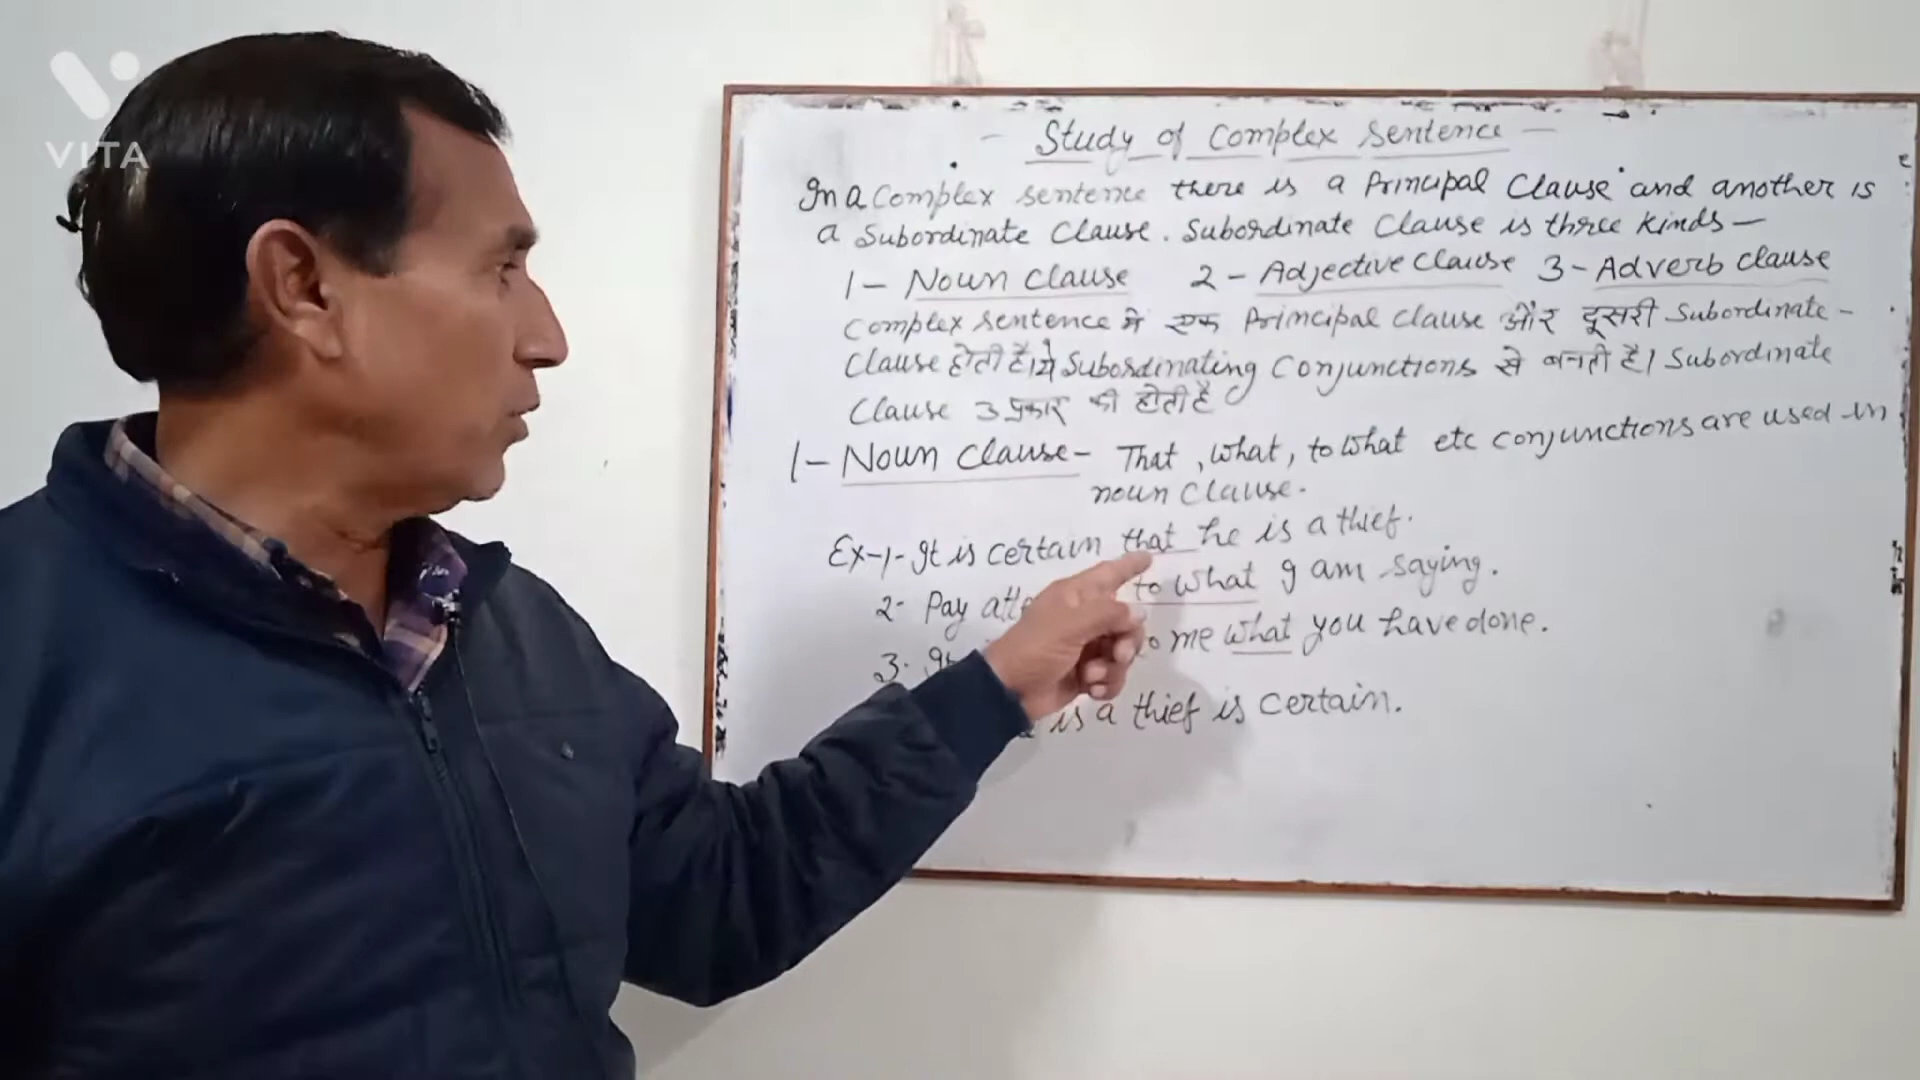 VITA
- Study of Complex Sentence -
In a Complex sentence there is a Principal Clause and another is
a Subordinate Clause. Subordinate Clause is three kinds -
1- Noun Clause 2- Adjective Clause 3- Adverb Clause
Complex sentence मे एक Principal Clause और दूसरी Subordinate -
Clause होती है। ये Subordinating Conjunctions से बनती है। Subordinate
Clause 3 प्रकार की होती है
1- Noun Clause - That, what, to what etc conjunctions are used in
noun Clause.
Ex-1- It is certain that he is a thief.
2- Pay to what I am saying.
3. me what you have done.
is a thief is certain.